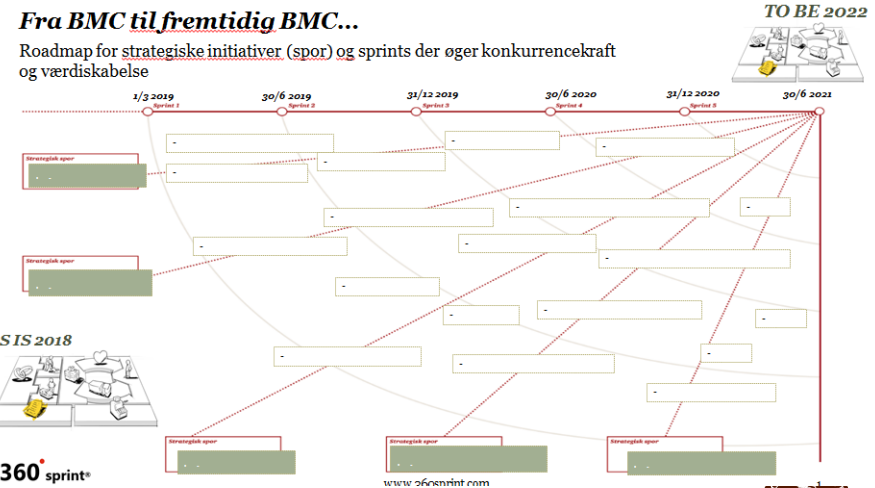 Fra BMC til fremtidig BMC...
TO BE 2022
Roadmap for strategiske initiativer (spor) og sprints der øger konkurrencekraft
og værdiskabelse
1/3 2019
30/6 2019
31/12 2019
30/6 2020
31/12 2020
30/6 2021
Sprint 1
Sprint 2
Sprint 3
Sprint 4
Sprint 5
Strategisk spor
Strategisk spor
S IS 2018
Strategisk spor
Strategisk spor
Strategisk spor
360 sprint®
www.360sprint.com
1